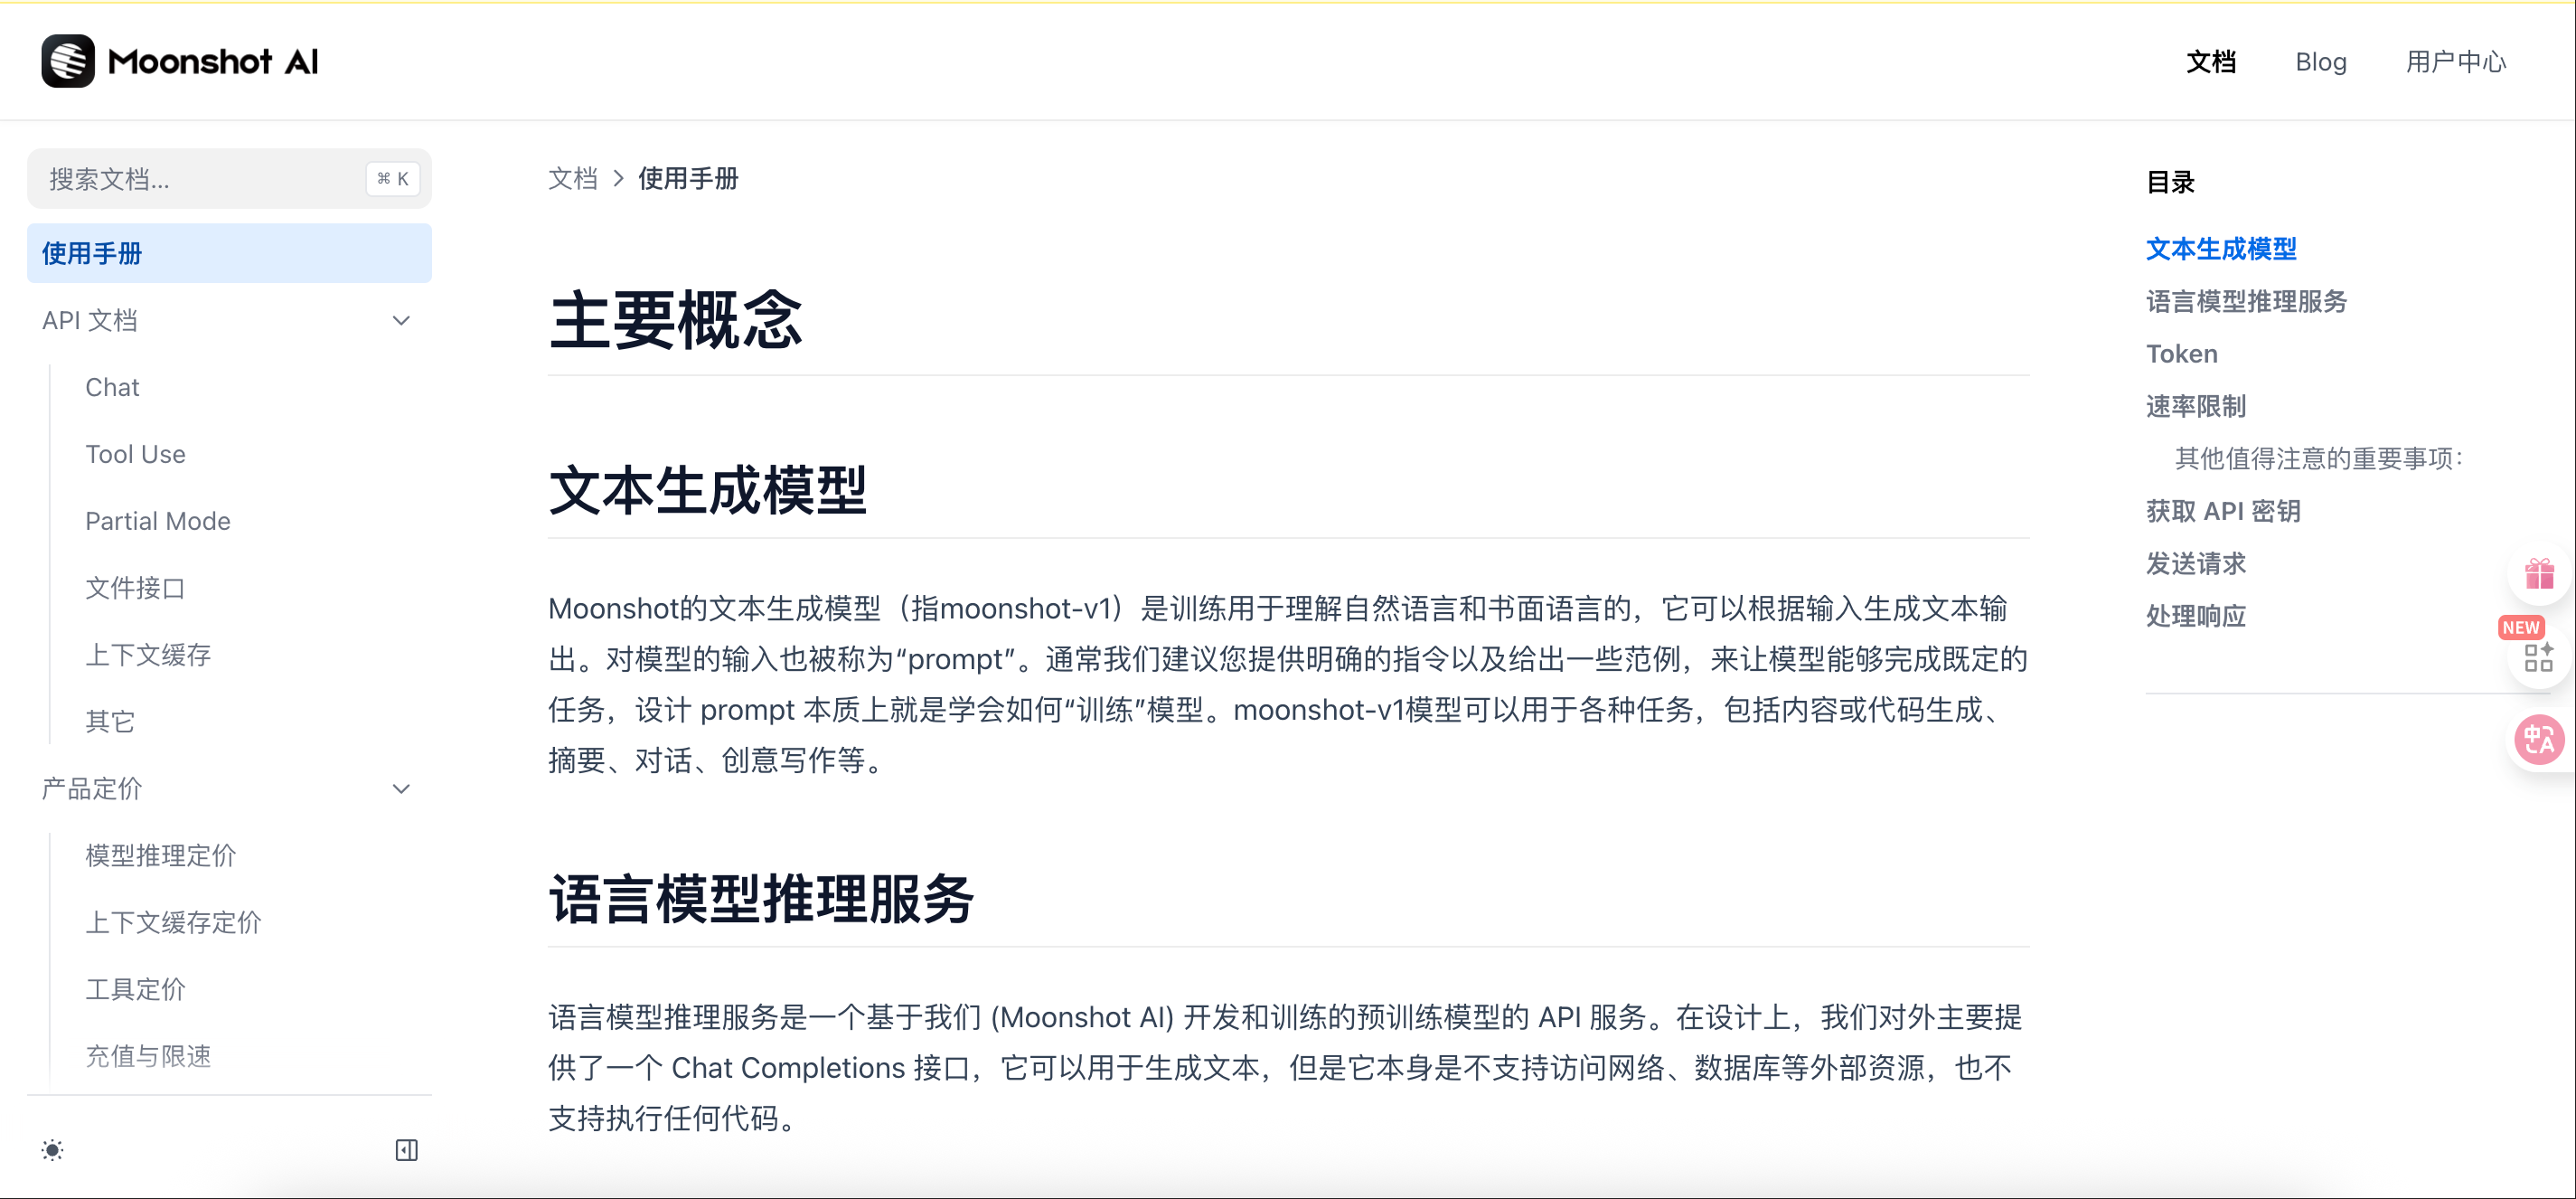 Moonshot AI
文档
Blog
用户中心
搜索文档...
⌘ K
使用手册
API 文档
Chat
Tool Use
Partial Mode
文件接口
上下文缓存
其它
产品定价
模型推理定价
上下文缓存定价
工具定价
充值与限速
文档 > 使用手册
主要概念
文本生成模型
Moonshot的文本生成模型（指moonshot-v1）是训练用于理解自然语言和书面语言的，它可以根据输入生成文本输
出。对模型的输入也被称为“prompt”。通常我们建议您提供明确的指令以及给出一些范例，来让模型能够完成既定的
任务，设计 prompt 本质上就是学会如何“训练”模型。moonshot-v1模型可以用于各种任务，包括内容或代码生成、
摘要、对话、创意写作等。
语言模型推理服务
语言模型推理服务是一个基于我们 (Moonshot AI) 开发和训练的预训练模型的 API 服务。在设计上，我们对外主要提
供了一个 Chat Completions 接口，它可以用于生成文本，但是它本身是不支持访问网络、数据库等外部资源，也不
支持执行任何代码。
目录
文本生成模型
语言模型推理服务
Token
速率限制
其他值得注意的重要事项：
获取 API 密钥
发送请求
处理响应
NEW
中A